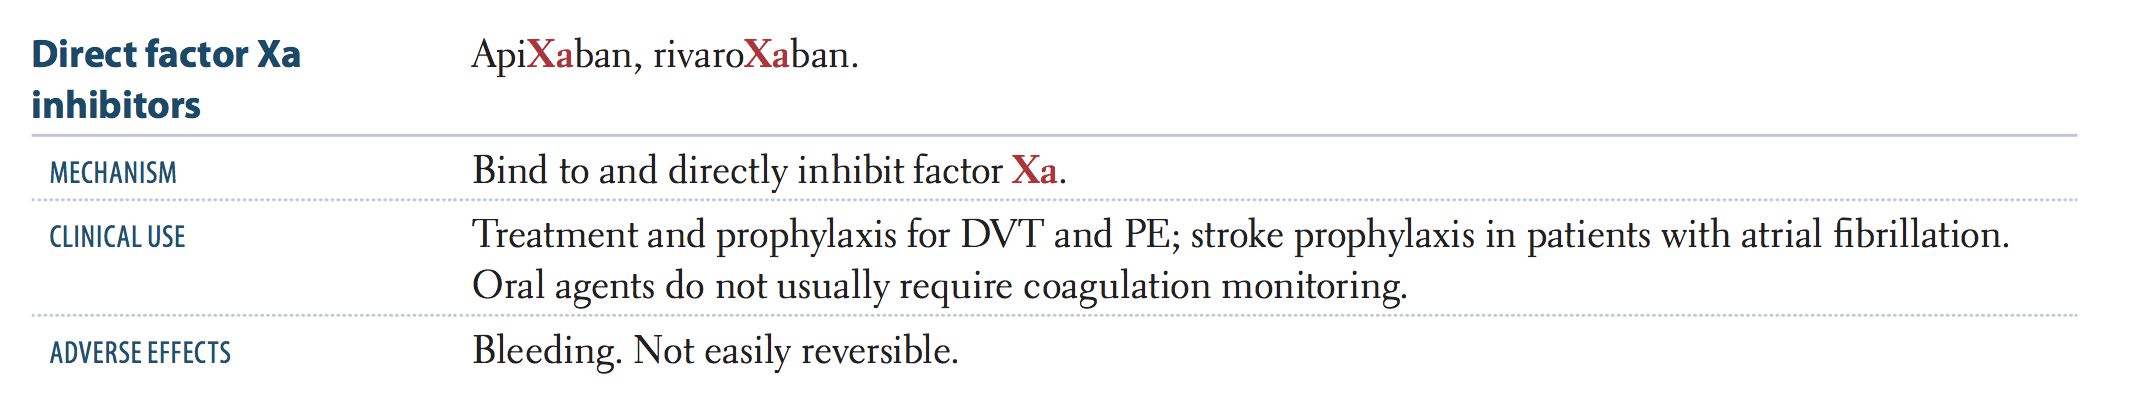 Direct factor Xa
inhibitors
ApiXaban, rivaroXaban.
MECHANISM
Bind to and directly inhibit factor Xa.
CLINICAL USE
Treatment and prophylaxis for DVT and PE; stroke prophylaxis in patients with atrial fibrillation.
Oral agents do not usually require coagulation monitoring.
ADVERSE EFFECTS
Bleeding. Not easily reversible.